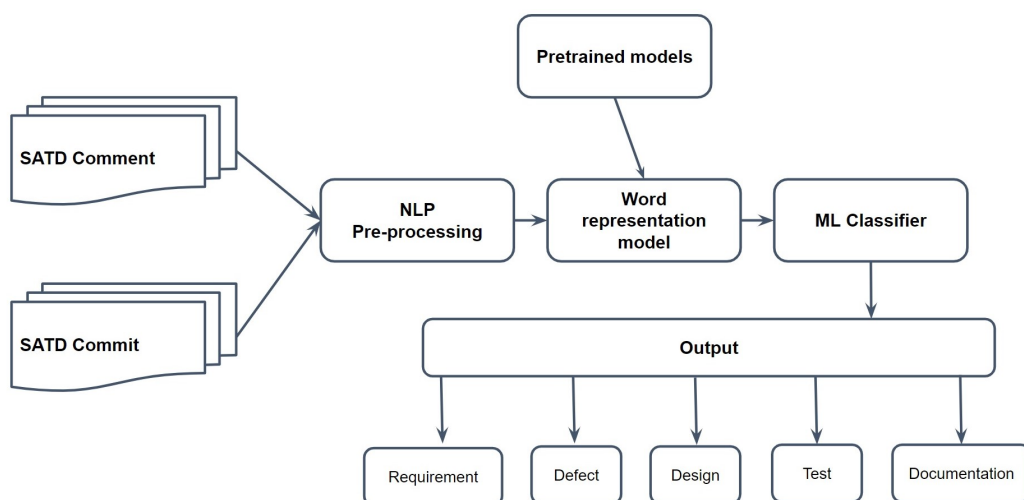 Pretrained models
SATD Comment
NLP
Pre-processing
Word
representation
model
ML Classifier
SATD Commit
Output
Requirement
Defect
Design
Test
Documentation